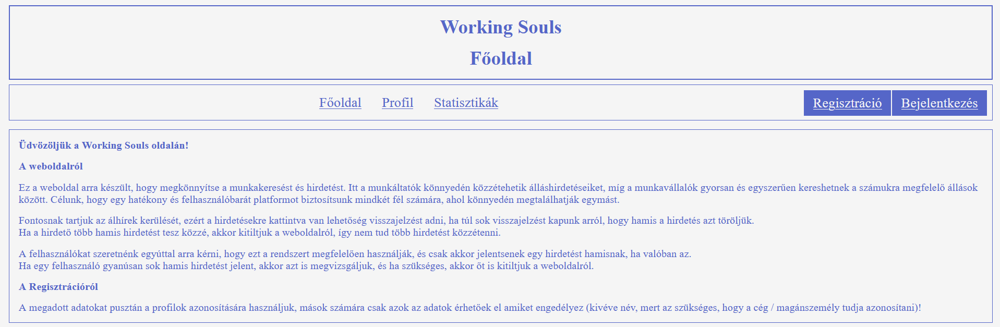 Working Souls
Főoldal
Főoldal Profil Statisztikák Regisztráció Bejelentkezés
Üdvözöljük a Working Souls oldalán!
A weboldalról
Ez a weboldal arra készült, hogy megkönnyítse a munkakeresést és hirdetést. Itt a munkáltatók könnyedén közzétehetik álláshirdetéseiket, míg a munkavállalók gyorsan és egyszerűen kereshetnek a számukra megfelelő állások
között. Célunk, hogy egy hatékony és felhasználóbarát platformot biztosítsunk mindkét fél számára, ahol könnyedén megtalálhatják egymást.
Fontosnak tartjuk az álhírek kerülését, ezért a hirdetésekre kattintva van lehetőség visszajelzést adni, ha túl sok visszajelzést kapunk arról, hogy hamis a hirdetés azt töröljük.
Ha a hirdető több hamis hirdetést tesz közzé, akkor kitiltjuk a weboldalról, így nem tud több hirdetést közzétenni.
A felhasználókat szeretnénk egyúttal arra kérni, hogy ezt a rendszert megfelelően használják, és csak akkor jelentsenek egy hirdetést hamisnak, ha valóban az.
Ha egy felhasználó gyanúsan sok hamis hirdetést jelent, akkor azt is megvizsgáljuk, és ha szükséges, akkor őt is kitiltjuk a weboldalról.
A Regisztrációról
A megadott adatokat pusztán a profilok azonosítására használjuk, mások számára csak azok az adatok érhetőek el amiket engedélyez (kivéve név, mert az szükséges, hogy a cég / magánszemély tudja azonosítani)!